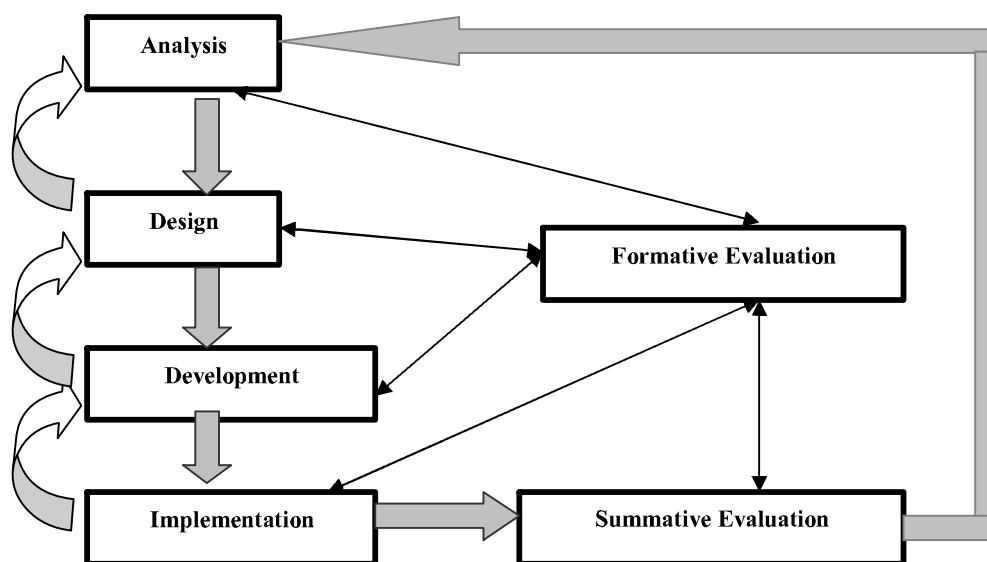 Analysis
Design
Formative Evaluation
Development
Implementation
Summative Evaluation